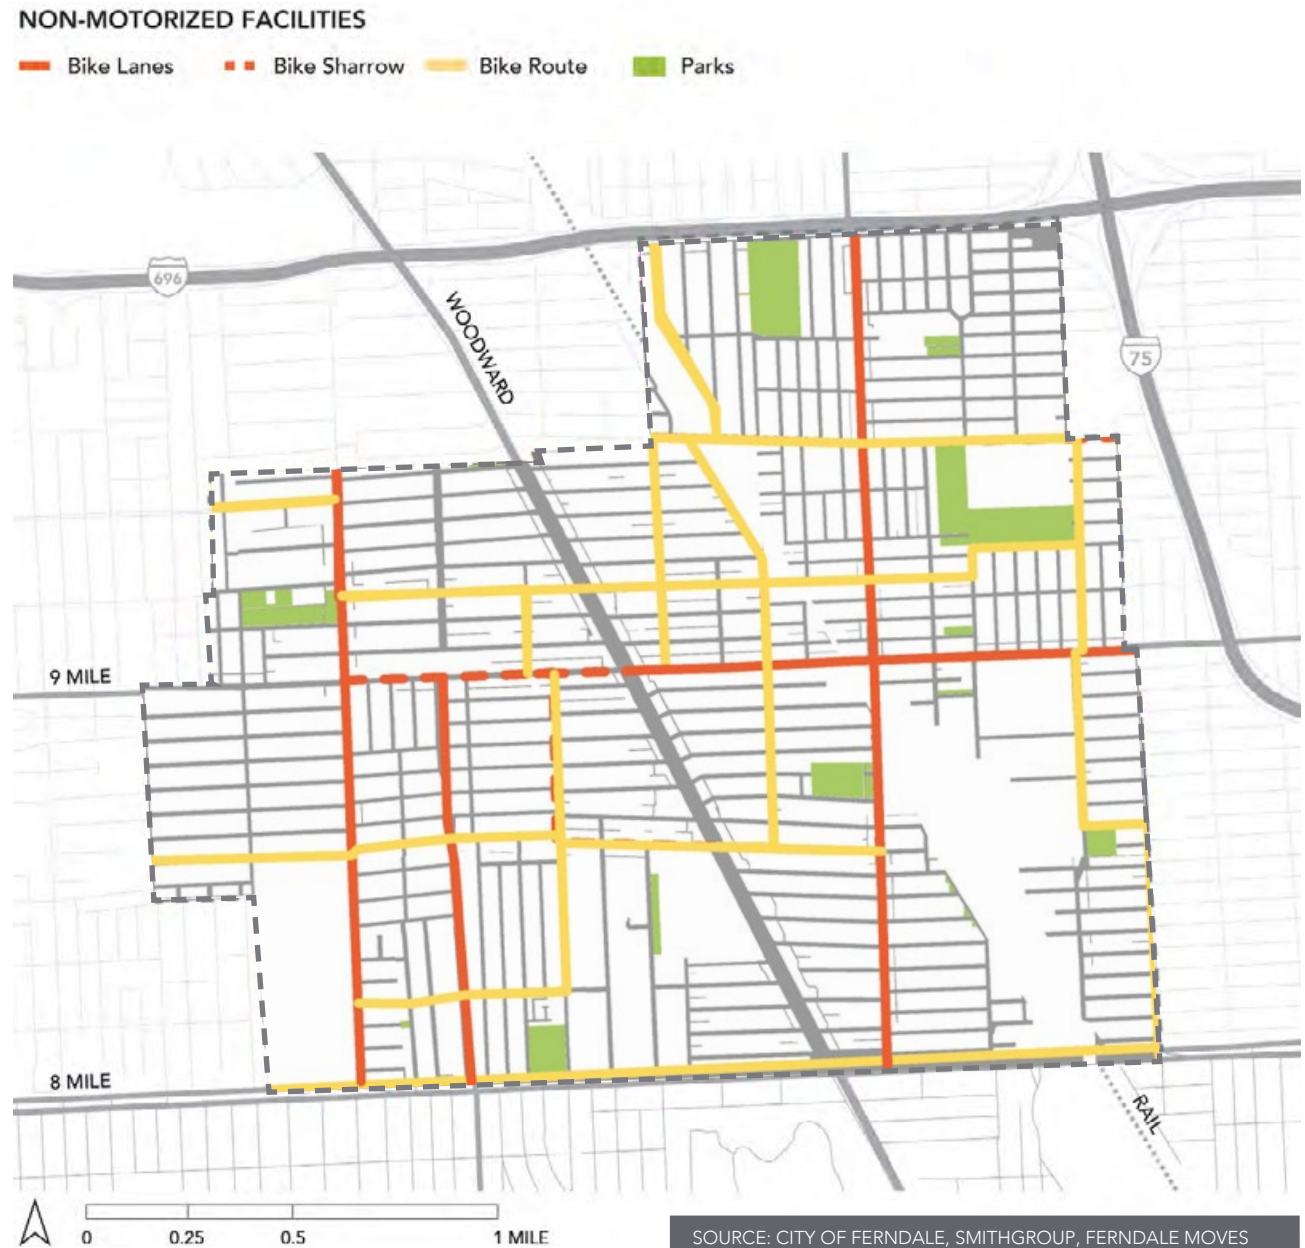 NON-MOTORIZED FACILITIES
Bike Lanes Bike Sharrow Bike Route Parks
696
WOODWARD
75
9 MILE
8 MILE
RAIL
0 0.25 0.5 1 MILE
SOURCE: CITY OF FERNDALE, SMITHGROUP, FERNDALE MOVES